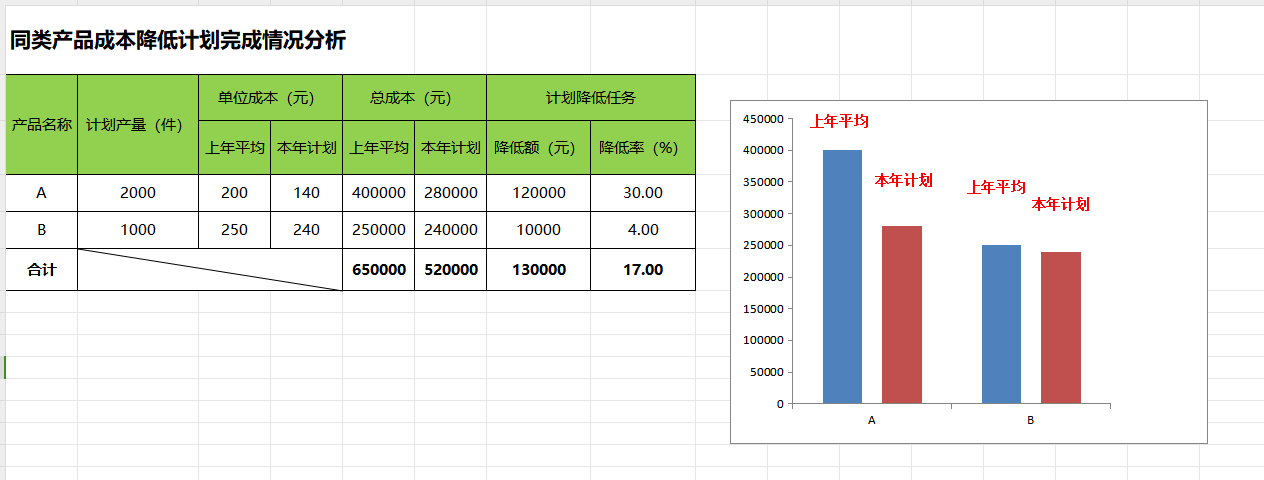 同类产品成本降低计划完成情况分析
产品名称 计划产量（件） 单位成本（元） 总成本（元） 计划降低任务
上年平均 本年计划 上年平均 本年计划 降低额（元） 降低率（%）
A 2000 200 140 400000 280000 120000 30.00
B 1000 250 240 250000 240000 10000 4.00
合计 650000 520000 130000 17.00
450000
400000
350000
300000
250000
200000
150000
100000
50000
0
上年平均
本年计划
上年平均
本年计划
A B